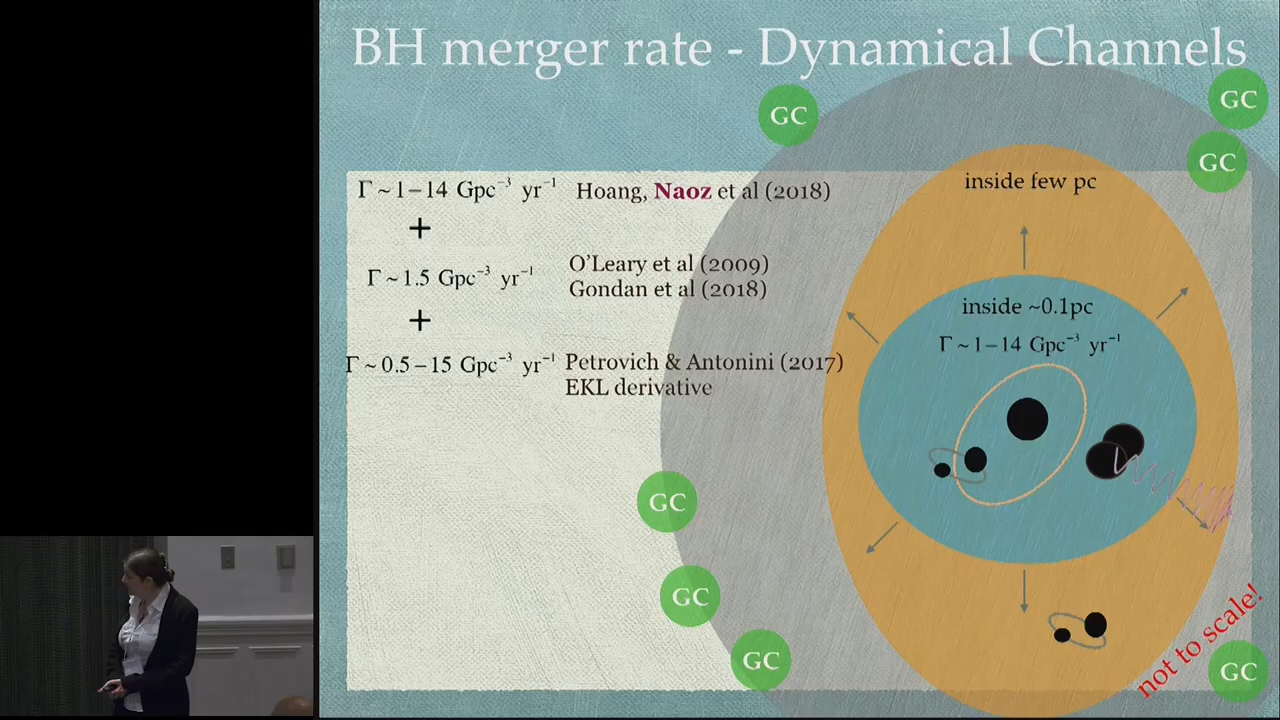 BH merger rate - Dynamical Channels
GC
GC
GC
inside few pc
Γ ~ 1 – 14 Gpc⁻³ yr⁻¹ Hoang, Naoz et al (2018)
+
Γ ~ 1.5 Gpc⁻³ yr⁻¹
O'Leary et al (2009)
Gondan et al (2018)
+
Γ ~ 0.5 – 15 Gpc⁻³ yr⁻¹ Petrovich & Antonini (2017)
EKL derivative
inside ~0.1pc
Γ ~ 1 – 14 Gpc⁻³ yr⁻¹
GC
GC
GC
GC
not to scale!